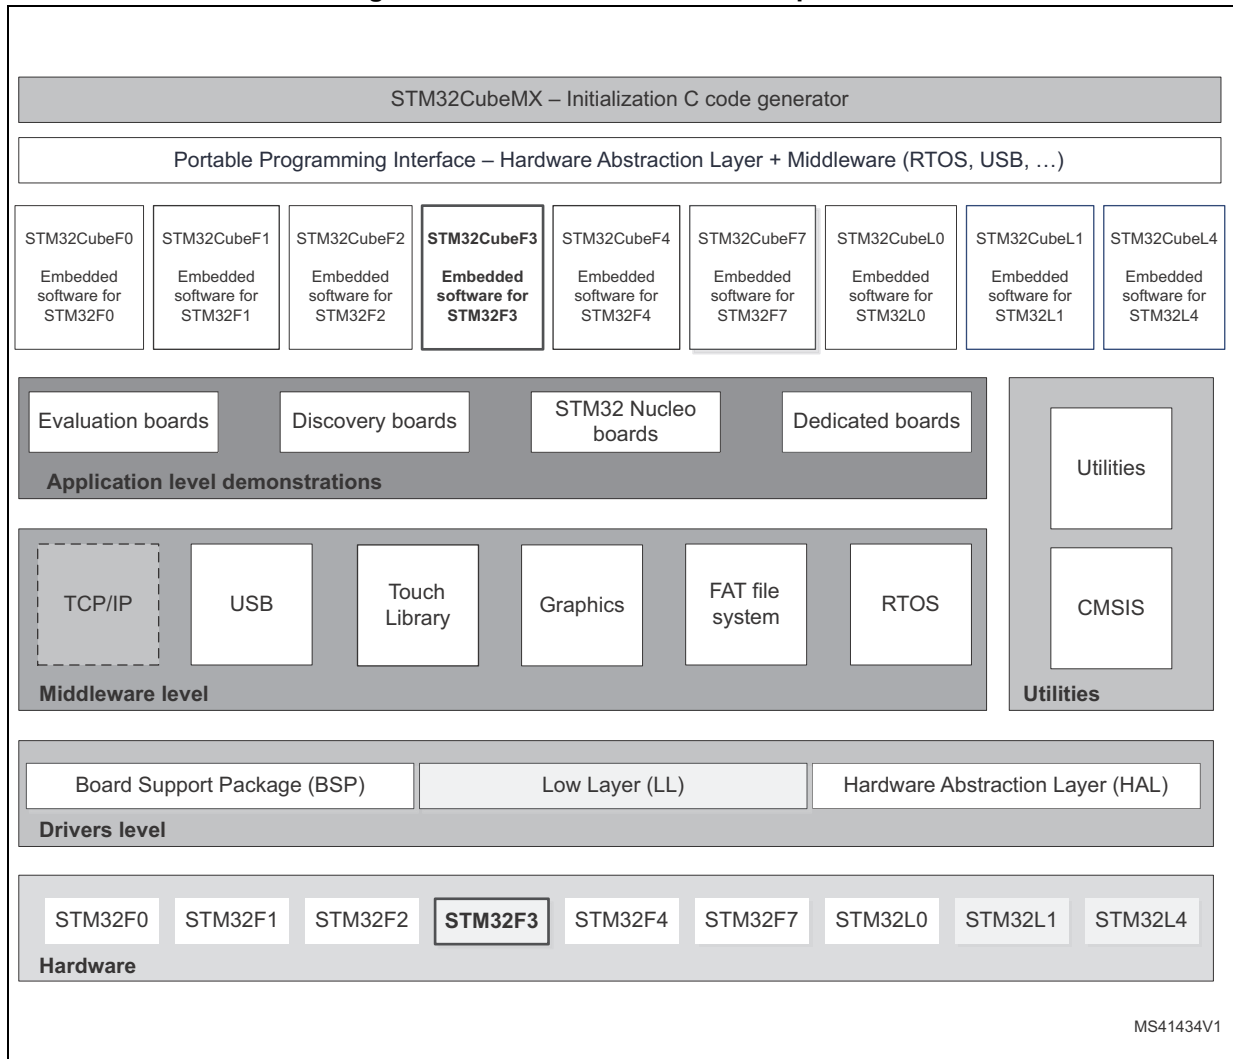 STM32CubeMX – Initialization C code generator
Portable Programming Interface – Hardware Abstraction Layer + Middleware (RTOS, USB, …)
STM32CubeF0
Embedded
software for
STM32F0
STM32CubeF1
Embedded
software for
STM32F1
STM32CubeF2
Embedded
software for
STM32F2
STM32CubeF3
Embedded
software for
STM32F3
STM32CubeF4
Embedded
software for
STM32F4
STM32CubeF7
Embedded
software for
STM32F7
STM32CubeL0
Embedded
software for
STM32L0
STM32CubeL1
Embedded
software for
STM32L1
STM32CubeL4
Embedded
software for
STM32L4
Evaluation boards
Discovery boards
STM32 Nucleo
boards
Dedicated boards
Application level demonstrations
TCP/IP
USB
Touch
Library
Graphics
FAT file
system
RTOS
Middleware level
Utilities
CMSIS
Utilities
Board Support Package (BSP)
Low Layer (LL)
Hardware Abstraction Layer (HAL)
Drivers level
STM32F0
STM32F1
STM32F2
STM32F3
STM32F4
STM32F7
STM32L0
STM32L1
STM32L4
Hardware
MS41434V1